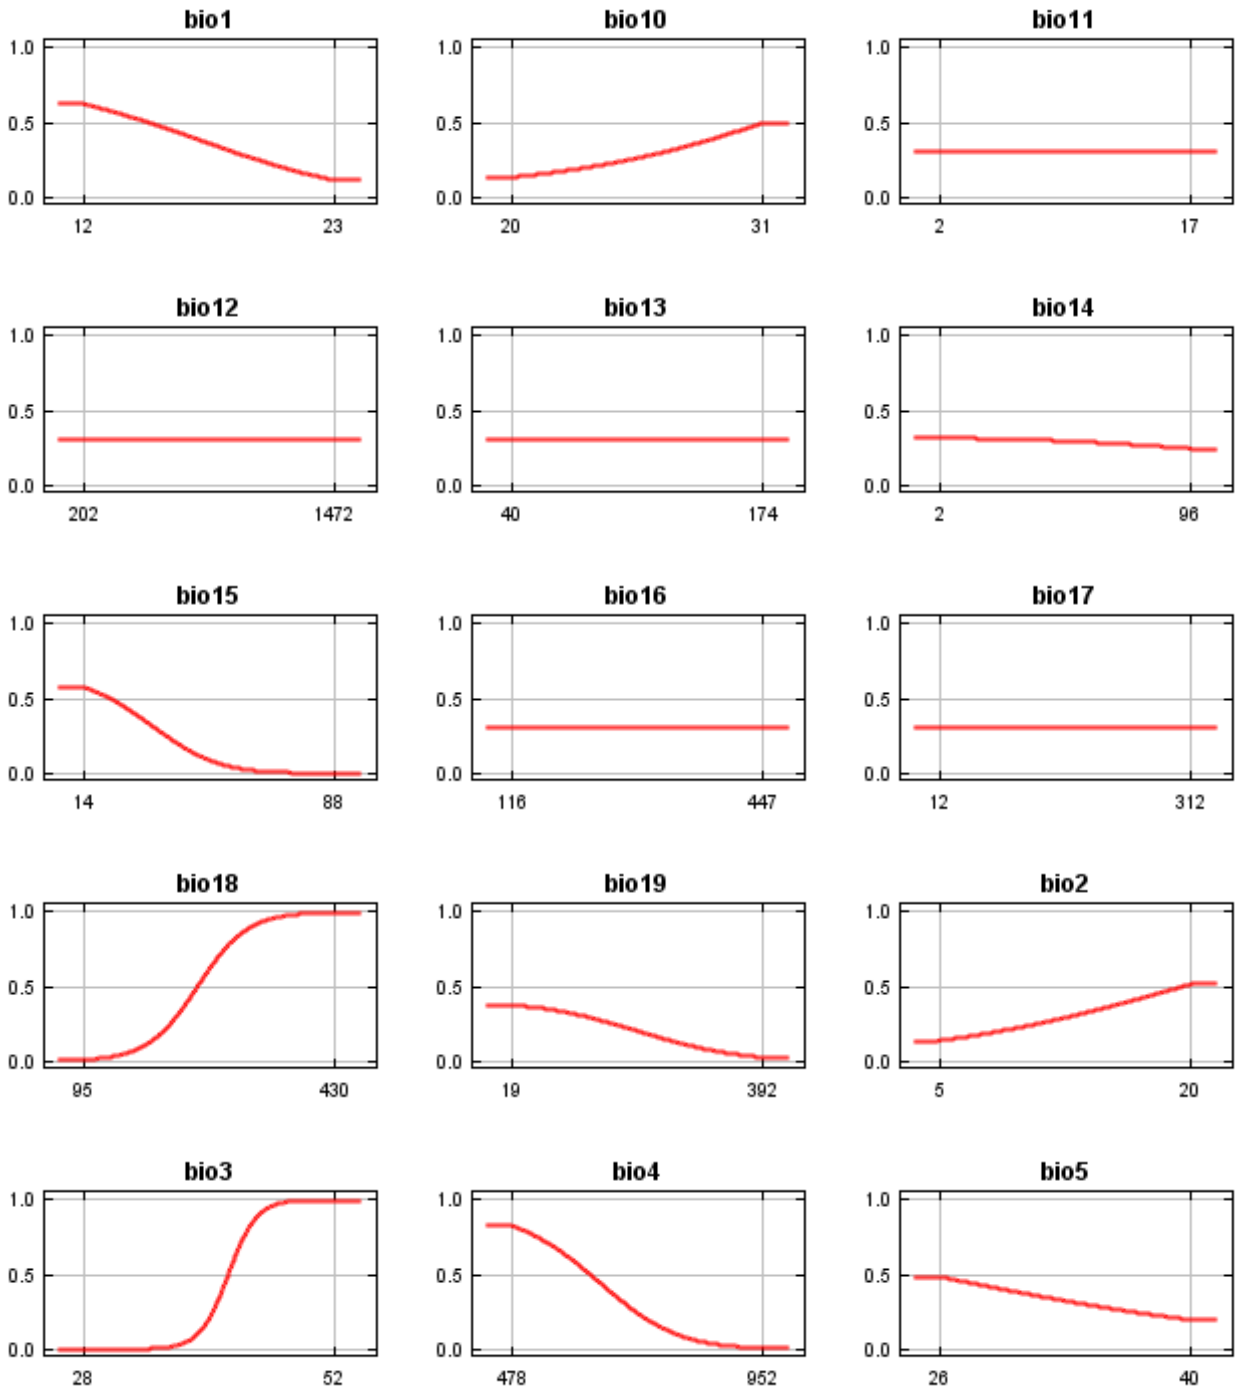 bio1 bio10 bio11
1.0 1.0 1.0
0.5 0.5 0.5
0.0 0.0 0.0
12 23 20 31 2 17
bio12 bio13 bio14
1.0 1.0 1.0
0.5 0.5 0.5
0.0 0.0 0.0
202 1472 40 174 2 96
bio15 bio16 bio17
1.0 1.0 1.0
0.5 0.5 0.5
0.0 0.0 0.0
14 88 116 447 12 312
bio18 bio19 bio2
1.0 1.0 1.0
0.5 0.5 0.5
0.0 0.0 0.0
95 430 19 392 5 20
bio3 bio4 bio5
1.0 1.0 1.0
0.5 0.5 0.5
0.0 0.0 0.0
28 52 478 952 26 40